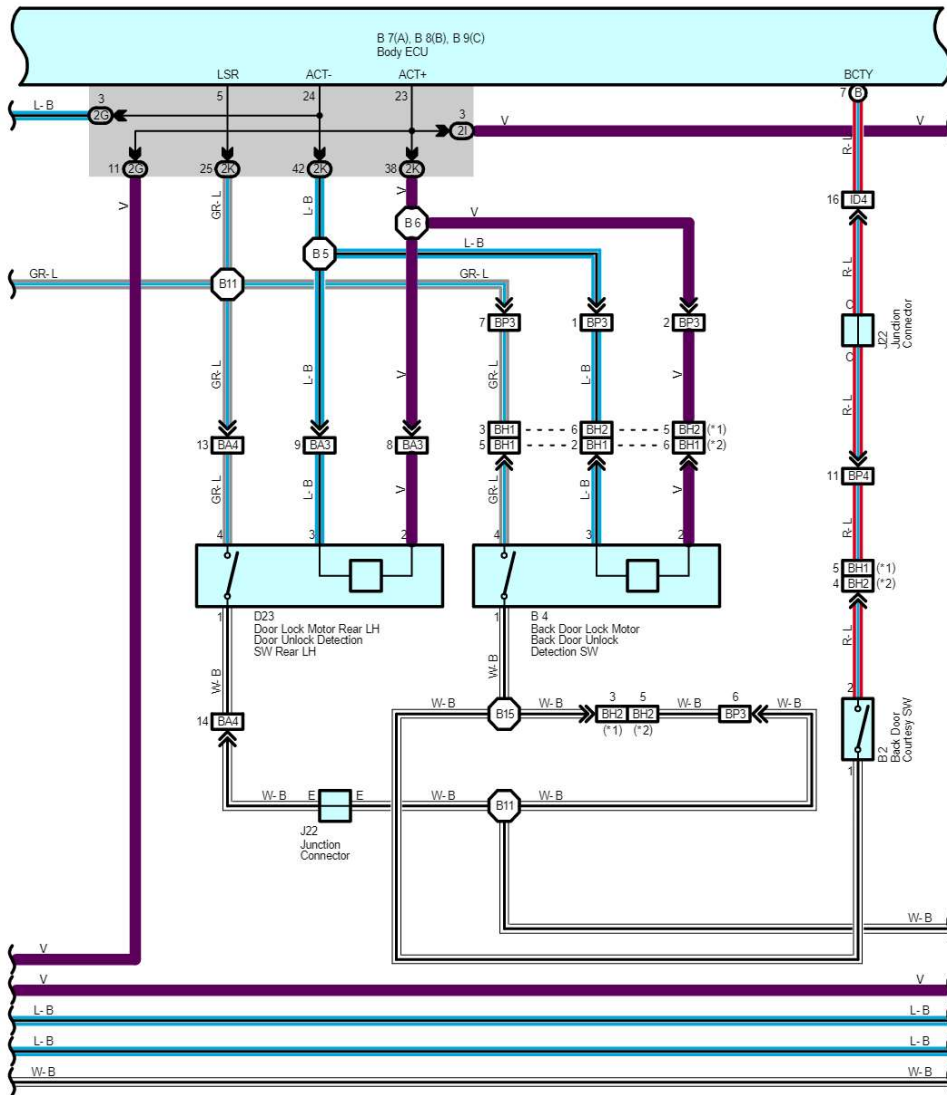 B 7(A), B 8(B), B 9(C)
Body ECU
LSR ACT- ACT+ BCTY
5 24 23 7 B
L- B 3 2G 3 2I V V
R- L
11 2G 25 2K 42 2K 38 2K
16 ID4
V GR- L L- B V
B 6 V
B 5 L- B
R- L
GR- L B11 GR- L
C
7 BP3 1 BP3 2 BP3
J22
Junction
Connector
C
GR- L L- B V GR- L L- B V
R- L
3 BH1 6 BH2 5 BH2 (*1)
13 BA4 9 BA3 8 BA3 5 BH1 2 BH1 6 BH1 (*2)
11 BP4
GR- L L- B V GR- L L- B V
R- L
4 3 2 4 3 2
5 BH1 (*1)
4 BH2 (*2)
1 1
D23
Door Lock Motor Rear LH
Door Unlock Detection
SW Rear LH
B 4
Back Door Lock Motor
Back Door Unlock
Detection SW
R- L
W- B W- B
2
3 5 6
W- B B15 W- B W- B W- B
14 BA4 BH2 BH2 BP3
(*1) (*2)
B 2
Back Door
Courtesy SW
1
W- B E E W- B B11 W- B
J22
Junction
Connector
W- B
V
V V
L- B L- B
L- B L- B
W- B W- B